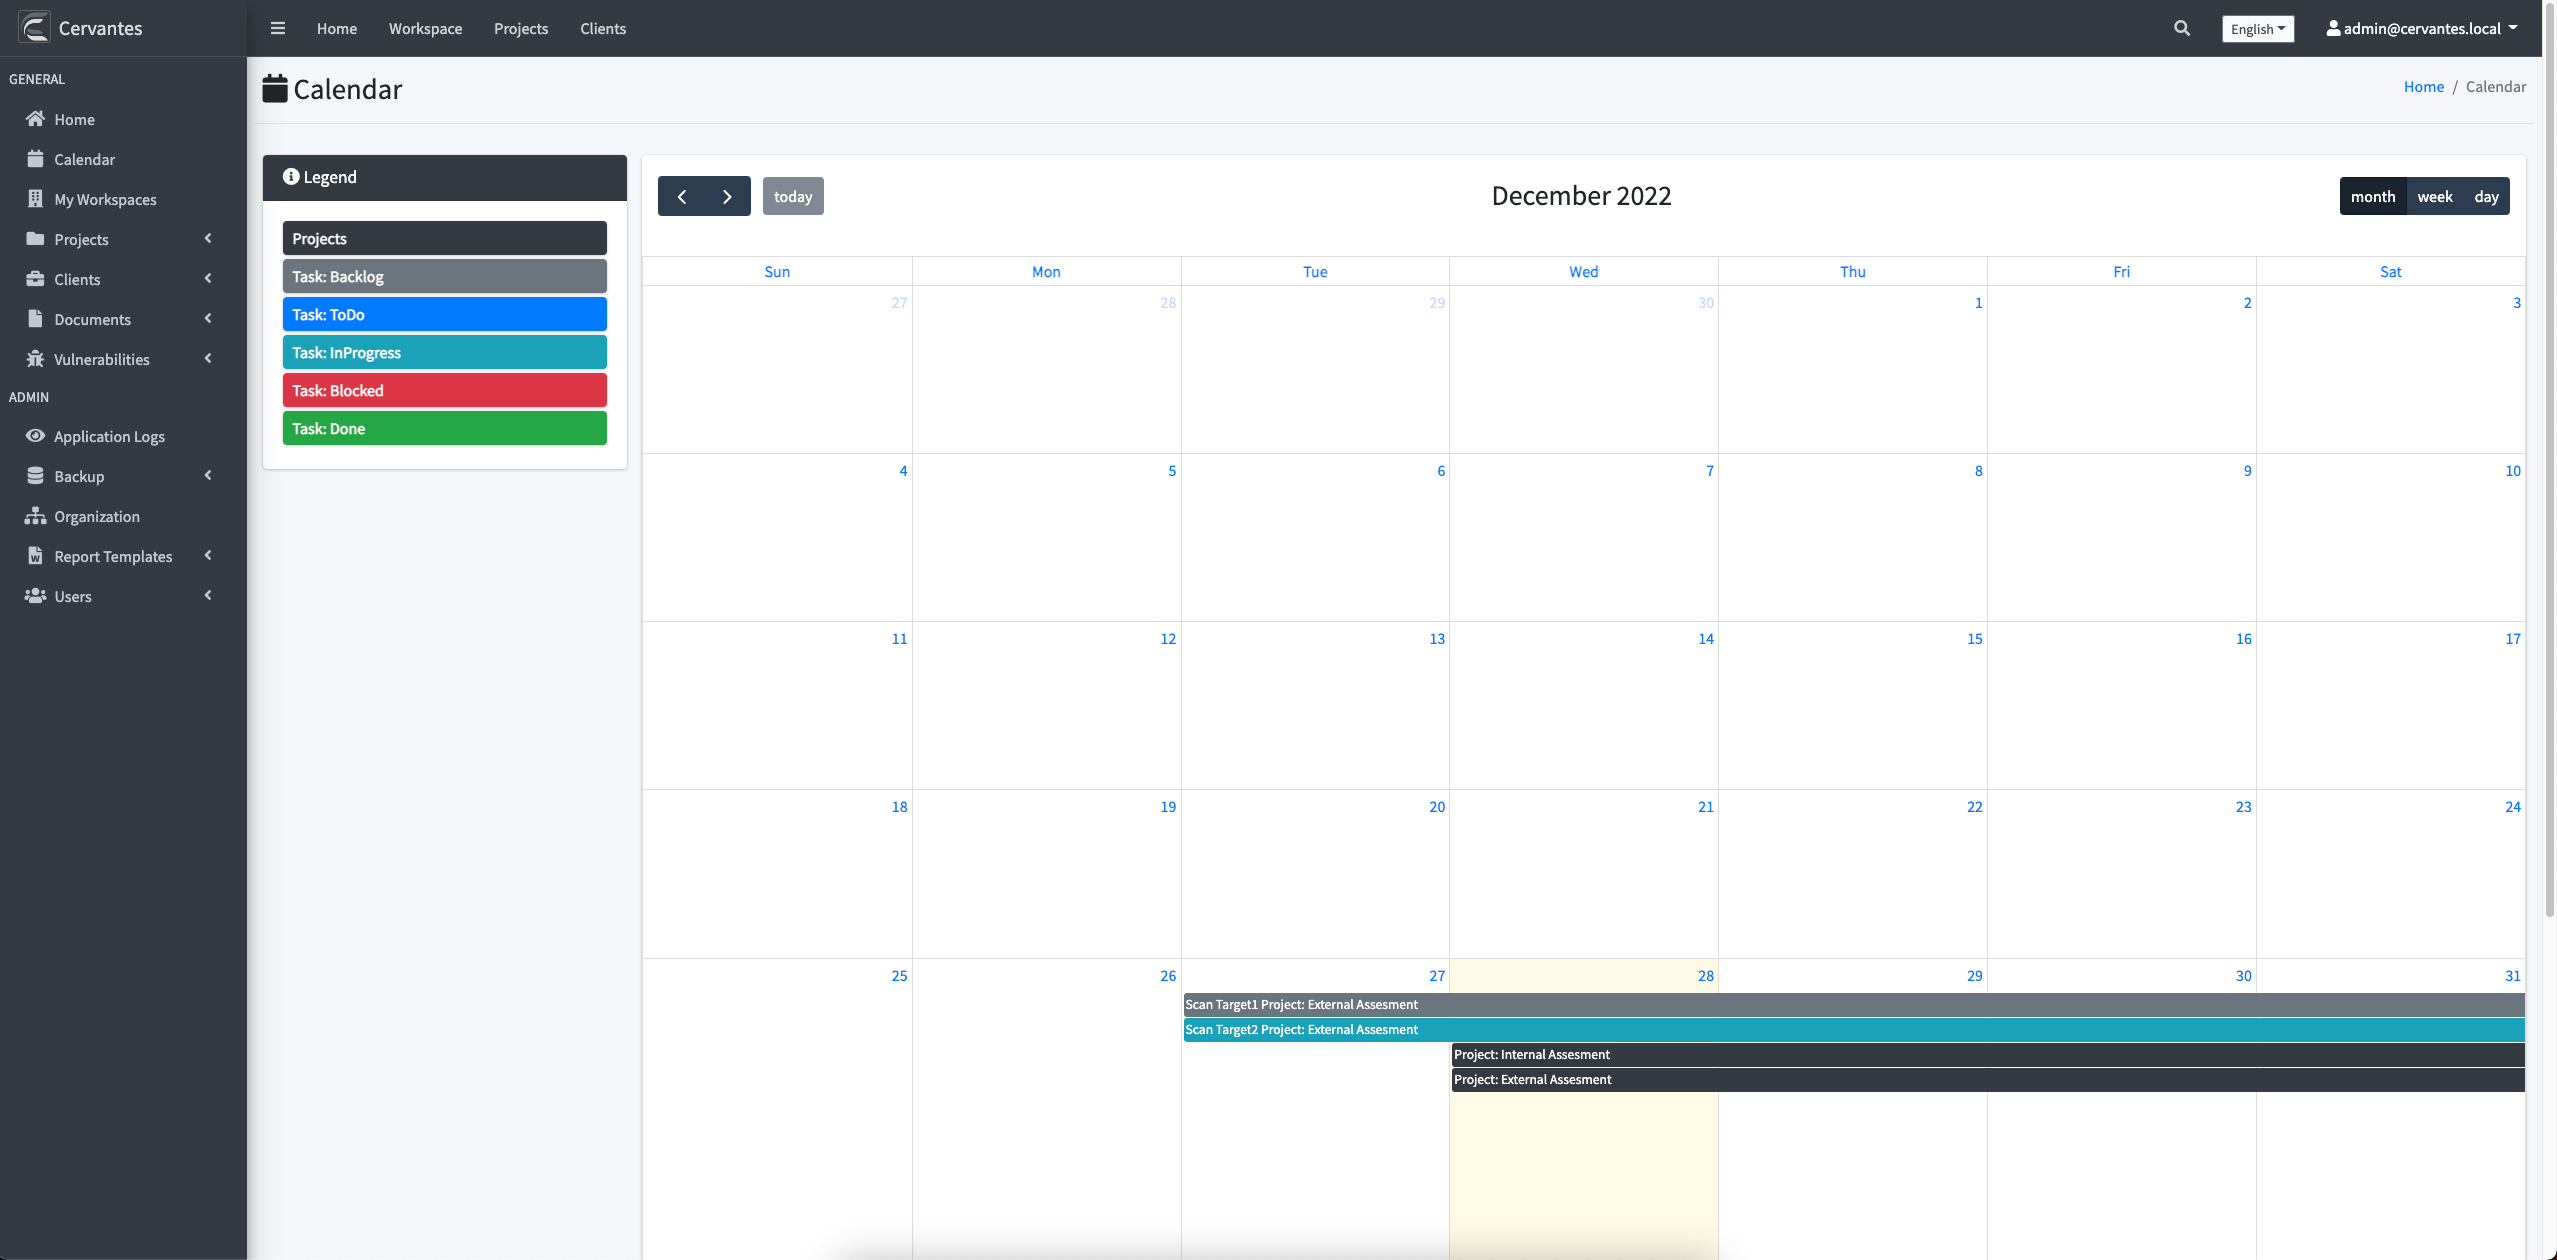 Cervantes
Home Workspace Projects Clients
English admin@cervantes.local
GENERAL
Home
Calendar
My Workspaces
Projects
Clients
Documents
Vulnerabilities
ADMIN
Application Logs
Backup
Organization
Report Templates
Users
Calendar
Home / Calendar
Legend
Projects
Task: Backlog
Task: ToDo
Task: InProgress
Task: Blocked
Task: Done
today
December 2022
month week day
Sun Mon Tue Wed Thu Fri Sat
27 28 29 30 1 2 3
4 5 6 7 8 9 10
11 12 13 14 15 16 17
18 19 20 21 22 23 24
25 26 27 28 29 30 31
Scan Target1 Project: External Assesment
Scan Target2 Project: External Assesment
Project: Internal Assesment
Project: External Assesment